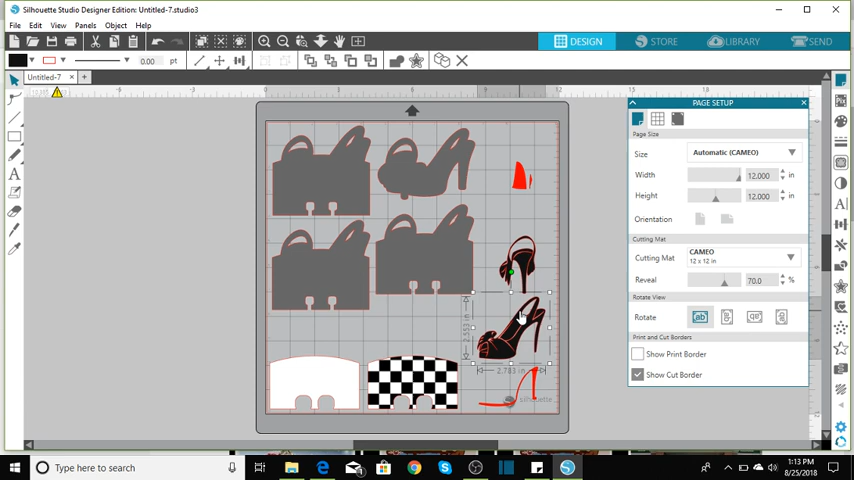 Silhouette Studio Designer Edition: Untitled-7.studio3
File Edit View Panels Object Help
DESIGN STORE LIBRARY SEND
0.00 pt
Untitled-7
PAGE SETUP
Page Size
Size Automatic (CAMEO)
Width 12.000 in
Height 12.000 in
Orientation
Cutting Mat
Cutting Mat CAMEO
12 x 12 in
Reveal 70.0 %
Rotate View
Rotate
Print and Cut Borders
Show Print Border
Show Cut Border
2.553 in
2.783 in
silhouette
Type here to search
1:13 PM
8/25/2018